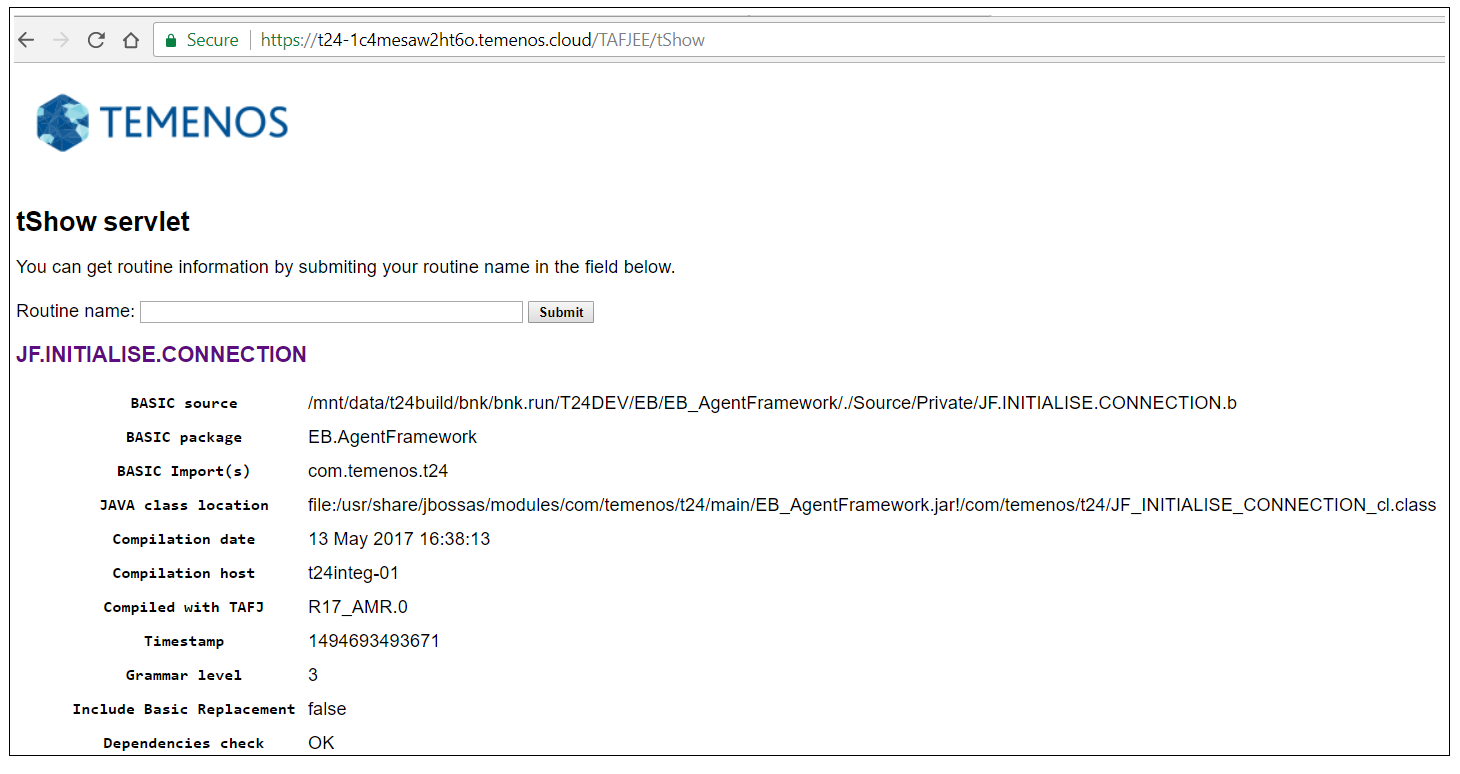 Secure https://t24-1c4mesaw2ht6o.temenos.cloud/TAFJEE/tShow
TEMENOS
tShow servlet
You can get routine information by submiting your routine name in the field below.
Routine name: Submit
JF.INITIALISE.CONNECTION
BASIC source /mnt/data/t24build/bnk/bnk.run/T24DEV/EB/EB_AgentFramework/./Source/Private/JF.INITIALISE.CONNECTION.b
BASIC package EB.AgentFramework
BASIC Import(s) com.temenos.t24
JAVA class location file:/usr/share/jbossas/modules/com/temenos/t24/main/EB_AgentFramework.jar!/com/temenos/t24/JF_INITIALISE_CONNECTION_cl.class
Compilation date 13 May 2017 16:38:13
Compilation host t24integ-01
Compiled with TAFJ R17_AMR.0
Timestamp 1494693493671
Grammar level 3
Include Basic Replacement false
Dependencies check OK